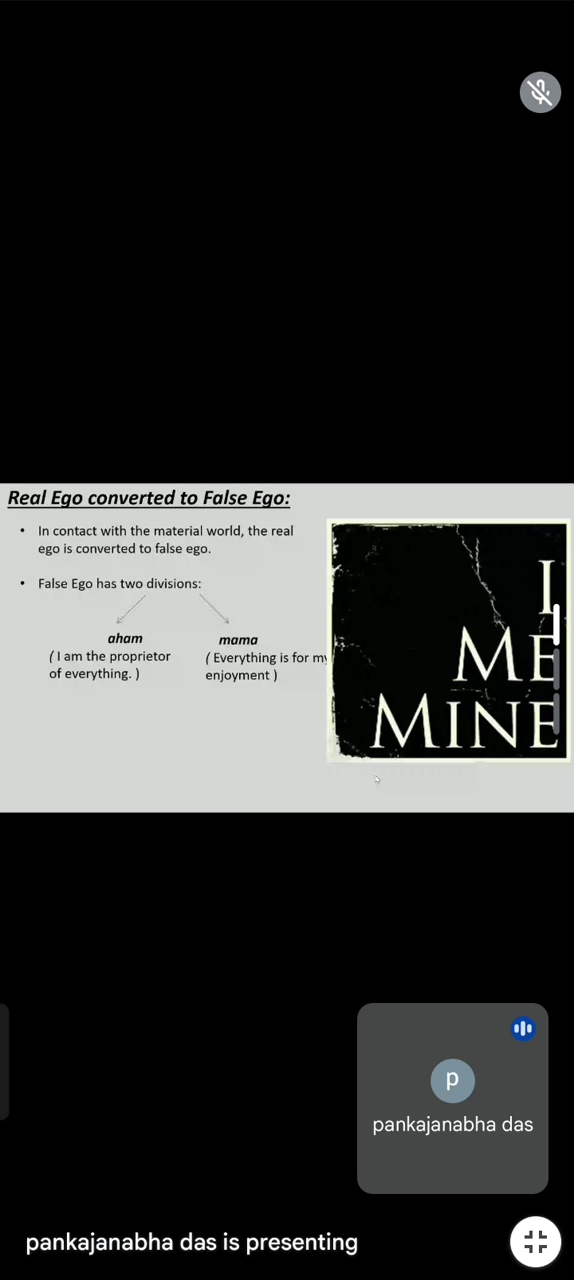 Real Ego converted to False Ego:
• In contact with the material world, the real
ego is converted to false ego.
• False Ego has two divisions:
aham
( I am the proprietor
of everything. )
mama
( Everything is for my
enjoyment )
I
ME
MINE
p
pankajanabha das
pankajanabha das is presenting